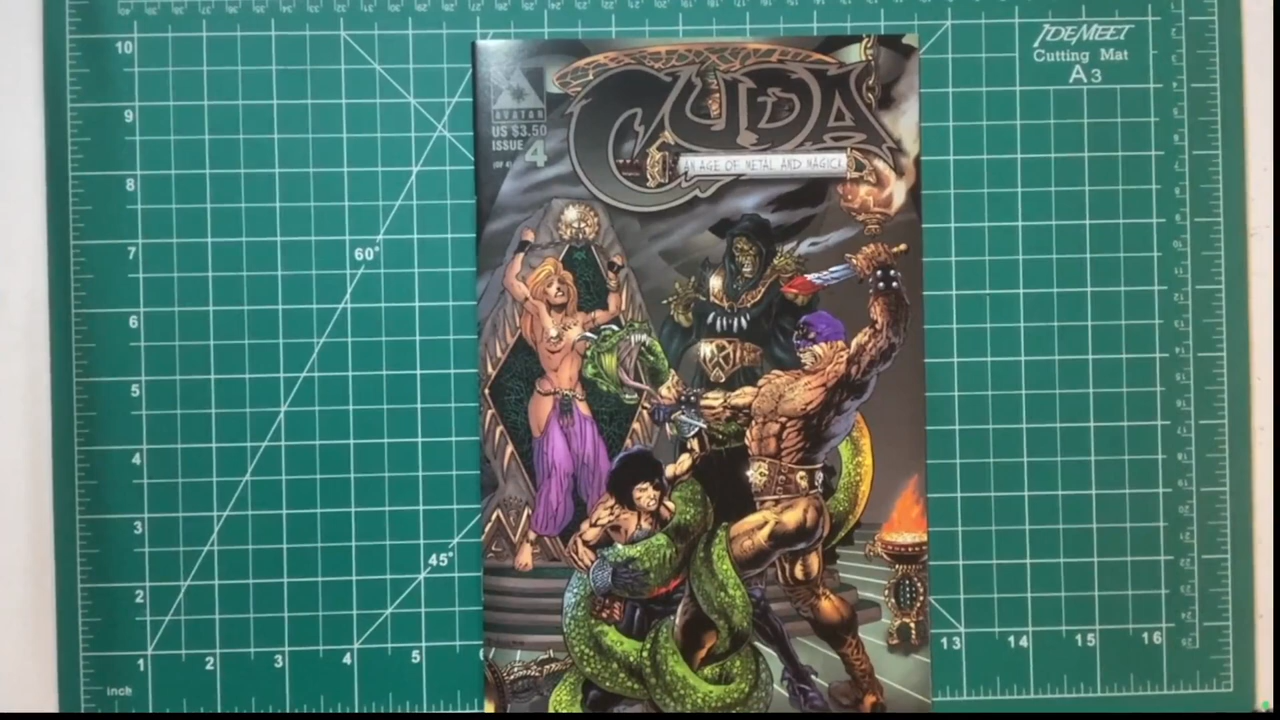 IDEMEET
Cutting Mat
A3
AVATAR
US $3.50
ISSUE 4
(OF 4)
CUDA
AN AGE OF METAL AND MAGICK
10
9
8
7
6
5
4
3
2
1 2 3 4 5 13 14 15 16
60°
45°
inch